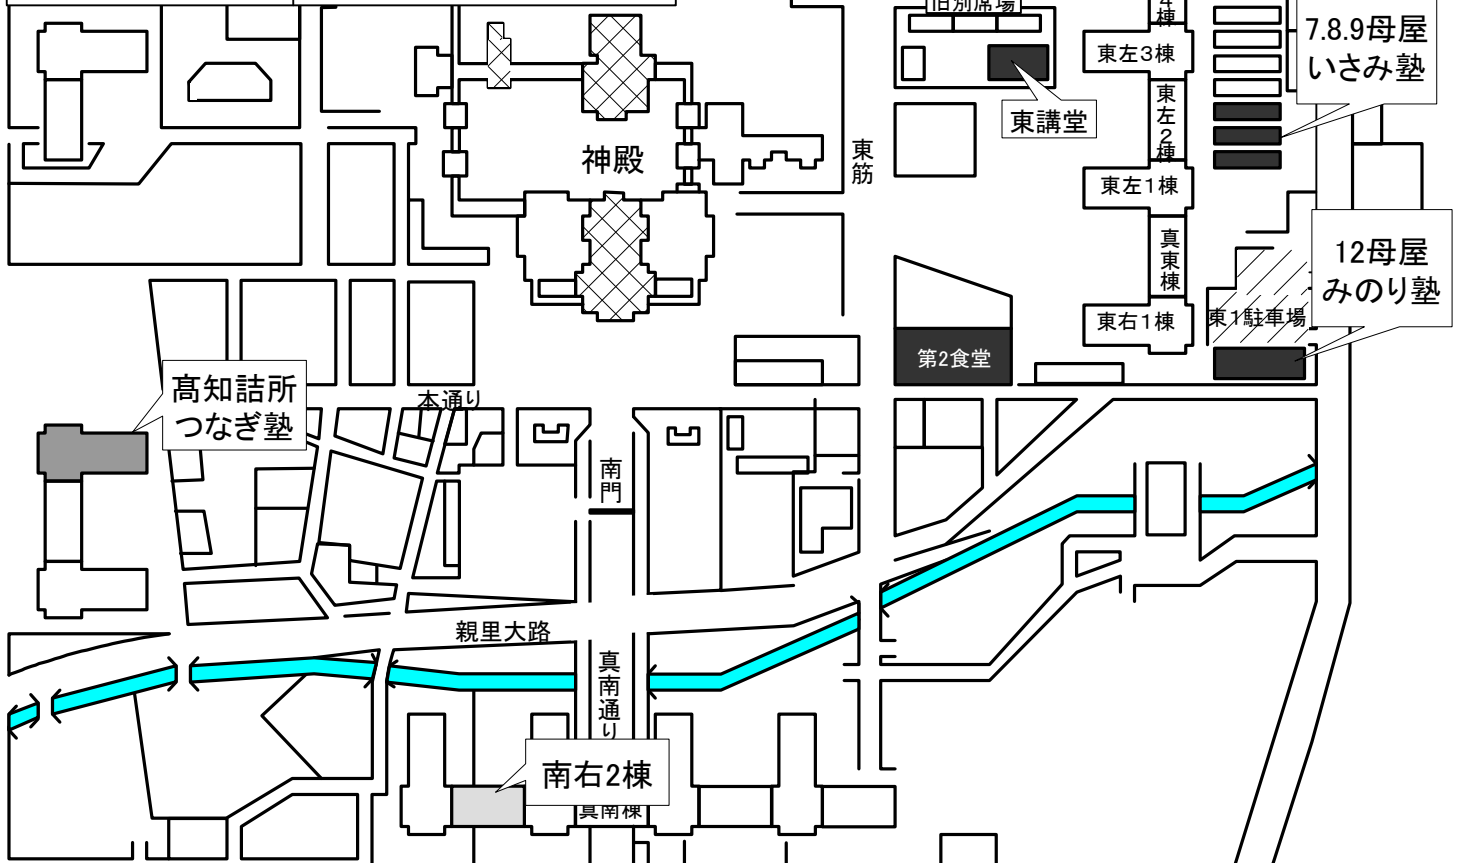 旧別席場
4棟
7.8.9母屋
いさみ塾
東左3棟
東講堂
東左2棟
神殿
東筋
東左1棟
真東棟
12母屋
みのり塾
東右1棟
東1駐車場
第2食堂
髙知詰所
つなぎ塾
本通り
南門
親里大路
真南通り
南右2棟
真南棟